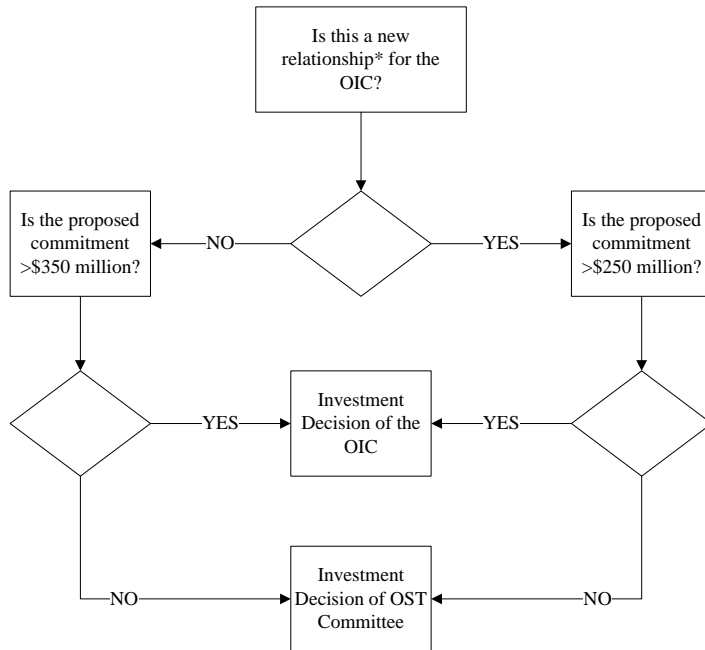 Is this a new
relationship* for the
OIC?
NO
YES
Is the proposed
commitment
>$350 million?
Is the proposed
commitment
>$250 million?
YES
Investment
Decision of the
OIC
YES
NO
Investment
Decision of OST
Committee
NO